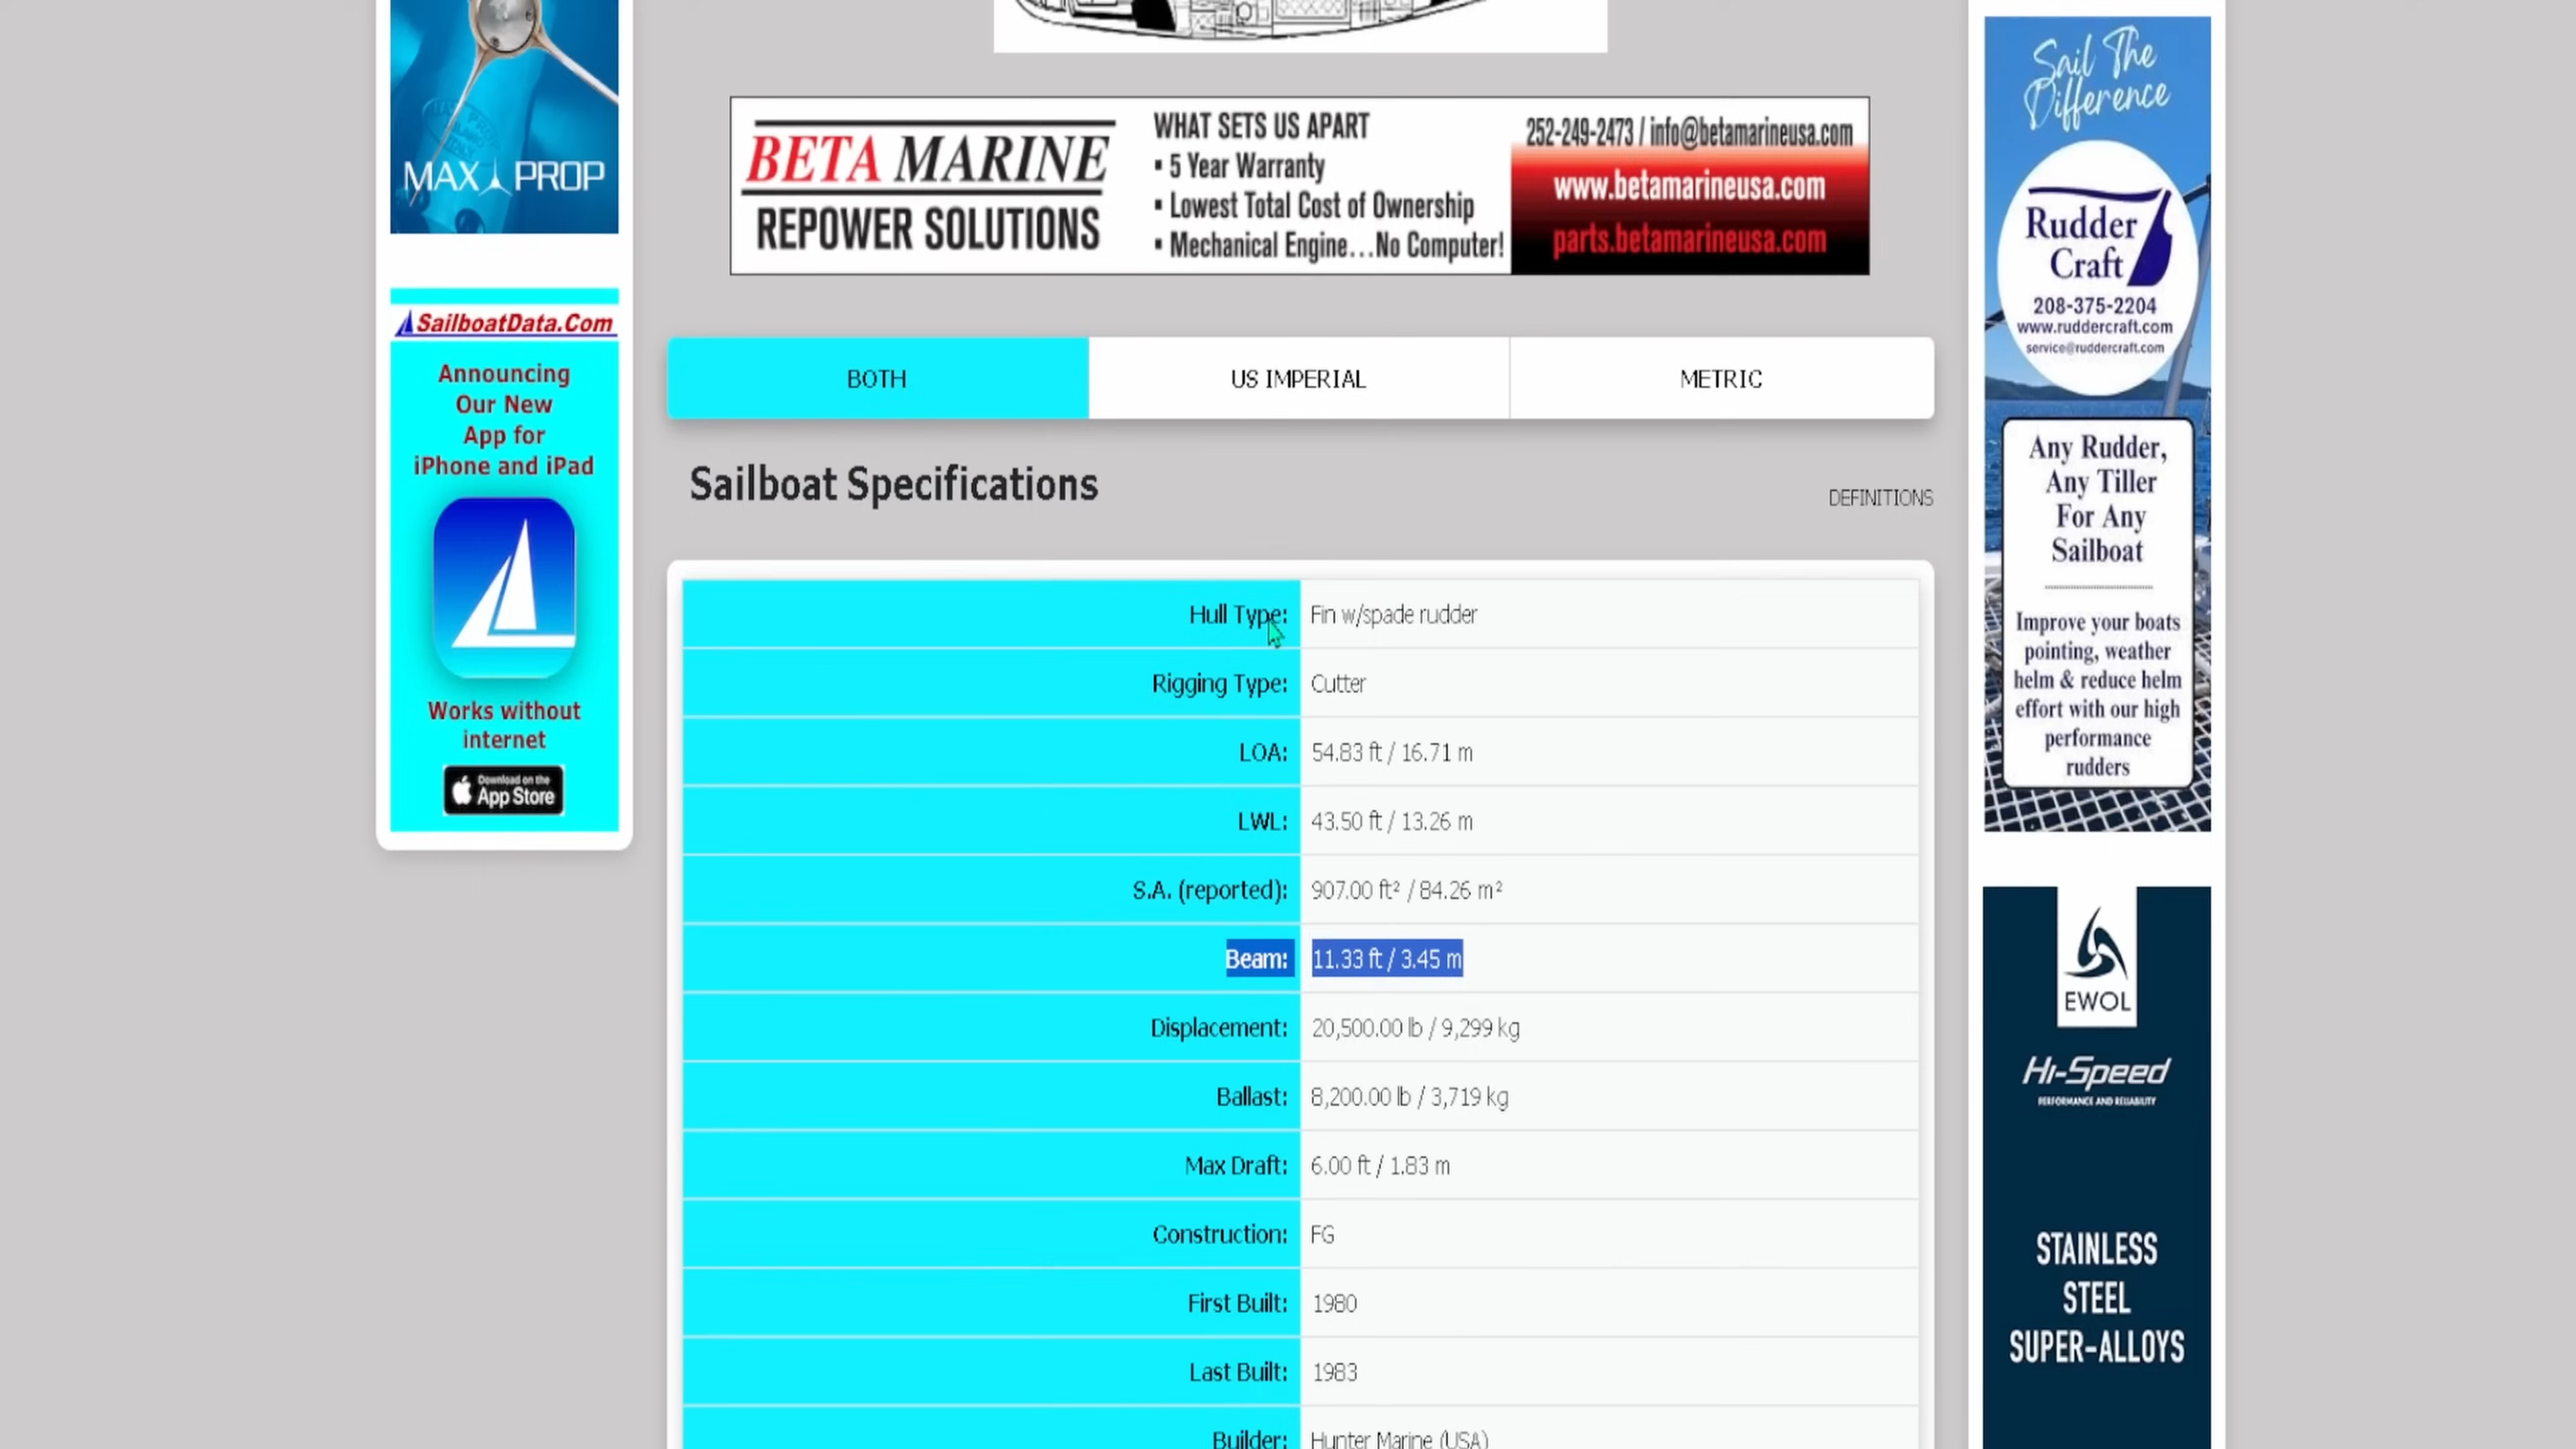 MAX PROP
SailboatData.Com
Announcing
Our New
App for
iPhone and iPad
Works without
internet
Download on the
App Store
BETA MARINE
REPOWER SOLUTIONS
WHAT SETS US APART
▪ 5 Year Warranty
▪ Lowest Total Cost of Ownership
▪ Mechanical Engine...No Computer!
252-249-2473 / info@betamarineusa.com
www.betamarineusa.com
parts.betamarineusa.com
BOTH
US IMPERIAL
METRIC
Sailboat Specifications
DEFINITIONS
Hull Type: Fin w/spade rudder
Rigging Type: Cutter
LOA: 54.83 ft / 16.71 m
LWL: 43.50 ft / 13.26 m
S.A. (reported): 907.00 ft² / 84.26 m²
Beam: 11.33 ft / 3.45 m
Displacement: 20,500.00 lb / 9,299 kg
Ballast: 8,200.00 lb / 3,719 kg
Max Draft: 6.00 ft / 1.83 m
Construction: FG
First Built: 1980
Last Built: 1983
Builder: Hunter Marine (USA)
Sail The
Difference
Rudder
Craft
208-375-2204
www.ruddercraft.com
service@ruddercraft.com
Any Rudder,
Any Tiller
For Any
Sailboat
Improve your boats
pointing, weather
helm & reduce helm
effort with our high
performance
rudders
EWOL
Hi-Speed
PERFORMANCE AND RELIABILITY
STAINLESS
STEEL
SUPER-ALLOYS